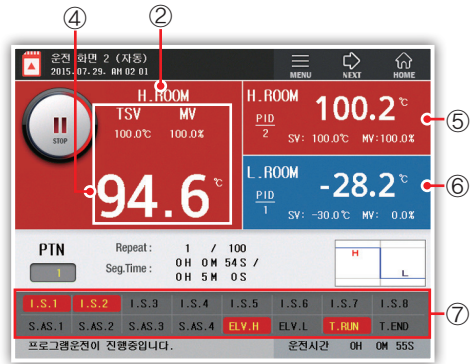 ④ ②
운전 화면 2 (자동)
2015.07.29. AM 02 01
MENU NEXT HOME
H.ROOM
TSV MV
100.0℃ 100.0%
94.6℃
STOP
H.ROOM
100.2℃
PID
2
SV: 100.0℃ MV:100.0%
⑤
L.ROOM
-28.2℃
PID
1
SV: -30.0℃ MV: 0.0%
⑥
PTN
1
Repeat: 1 / 100
Seg.Time: 0H 0M 54S /
0H 5M 0S
H
L
I.S.1 I.S.2 I.S.3 I.S.4 I.S.5 I.S.6 I.S.7 I.S.8
S.AS.1 S.AS.2 S.AS.3 S.AS.4 ELV.H ELV.L T.RUN T.END
⑦
프로그램운전이 진행중입니다. 운전시간 0H 0M 55S